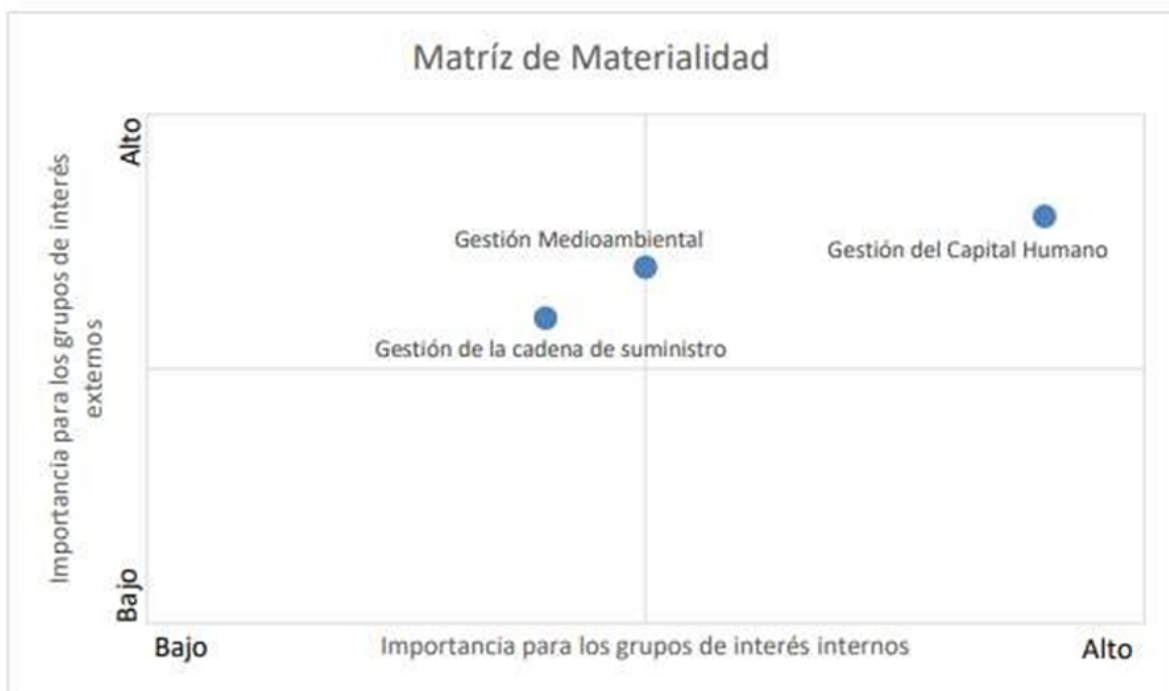 Matríz de Materialidad
Alto
Importancia para los grupos de interés
externos
Bajo
Gestión Medioambiental
Gestión del Capital Humano
Gestión de la cadena de suministro
Bajo
Importancia para los grupos de interés internos
Alto